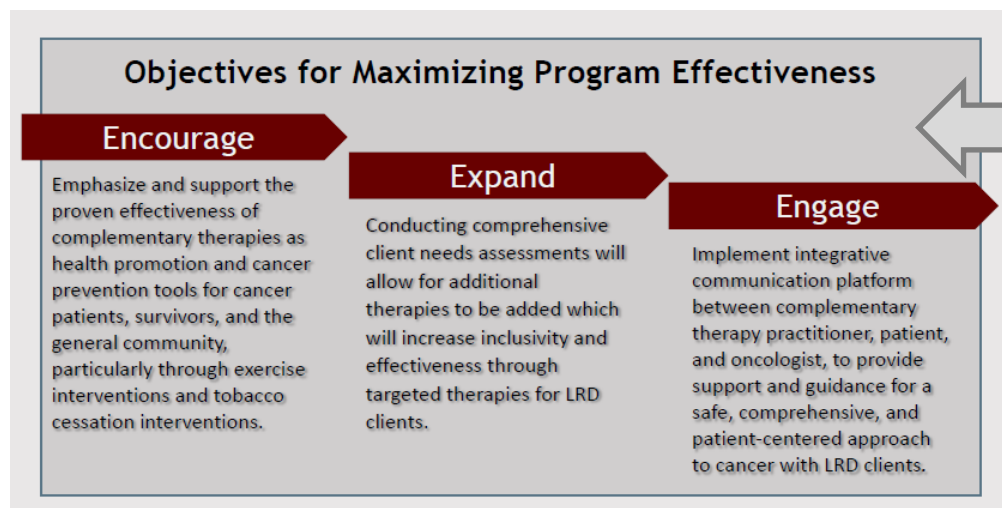 Objectives for Maximizing Program Effectiveness
Encourage
Emphasize and support the
proven effectiveness of
complementary therapies as
health promotion and cancer
prevention tools for cancer
patients, survivors, and the
general community,
particularly through exercise
interventions and tobacco
cessation interventions.
Expand
Conducting comprehensive
client needs assessments will
allow for additional
therapies to be added which
will increase inclusivity and
effectiveness through
targeted therapies for LRD
clients.
Engage
Implement integrative
communication platform
between complementary
therapy practitioner, patient,
and oncologist, to provide
support and guidance for a
safe, comprehensive, and
patient-centered approach
to cancer with LRD clients.